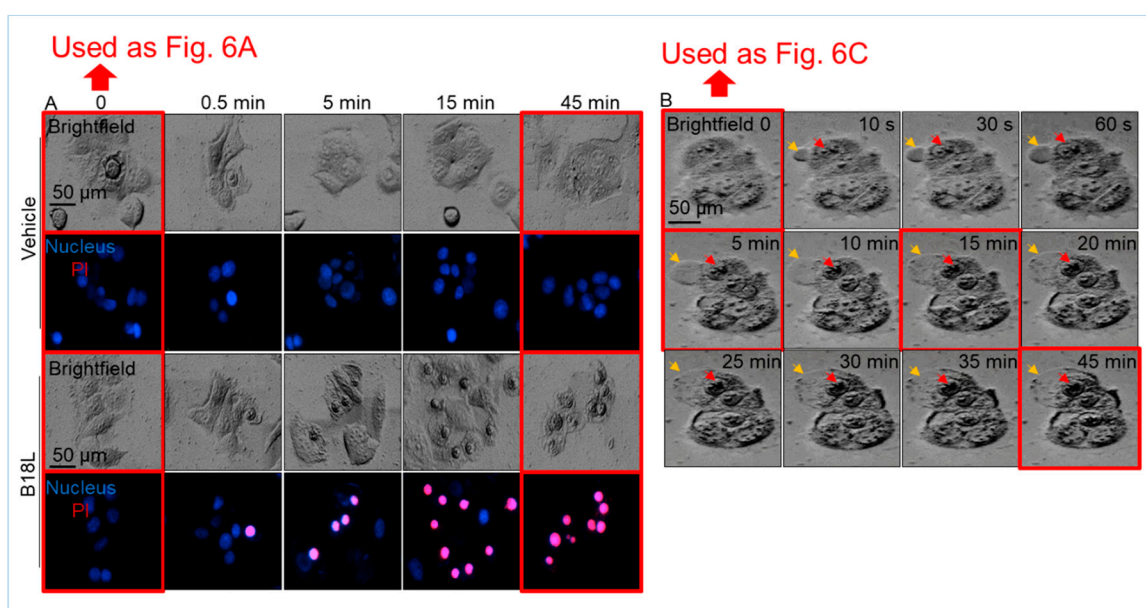 Used as Fig. 6A
Used as Fig. 6C
A 0 0.5 min 5 min 15 min 45 min
Vehicle
Brightfield
50 µm
Nucleus
PI
B18L
Brightfield
50 µm
Nucleus
PI
B
Brightfield 0 10 s 30 s 60 s
50 µm
5 min 10 min 15 min 20 min
25 min 30 min 35 min 45 min